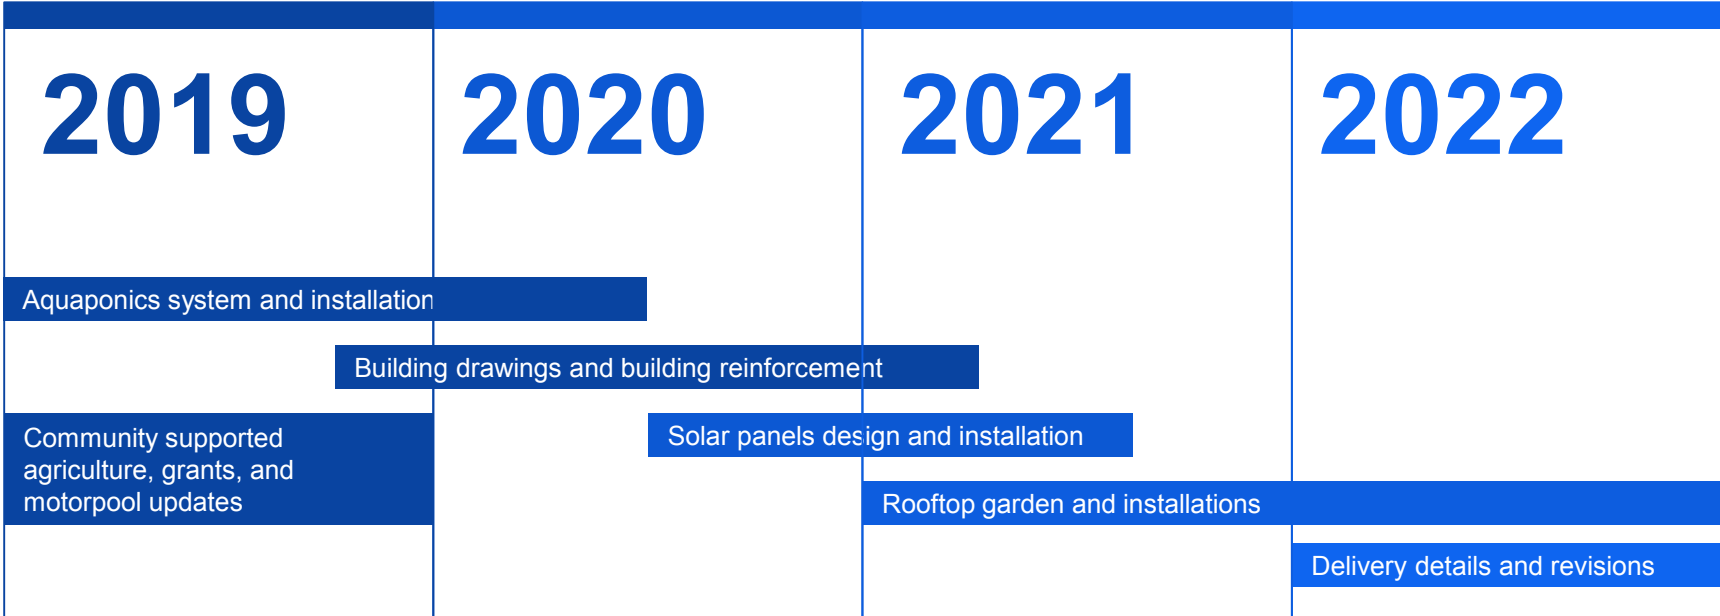 2019
2020
2021
2022
Aquaponics system and installation
Building drawings and building reinforcement
Community supported
agriculture, grants, and
motorpool updates
Solar panels design and installation
Rooftop garden and installations
Delivery details and revisions